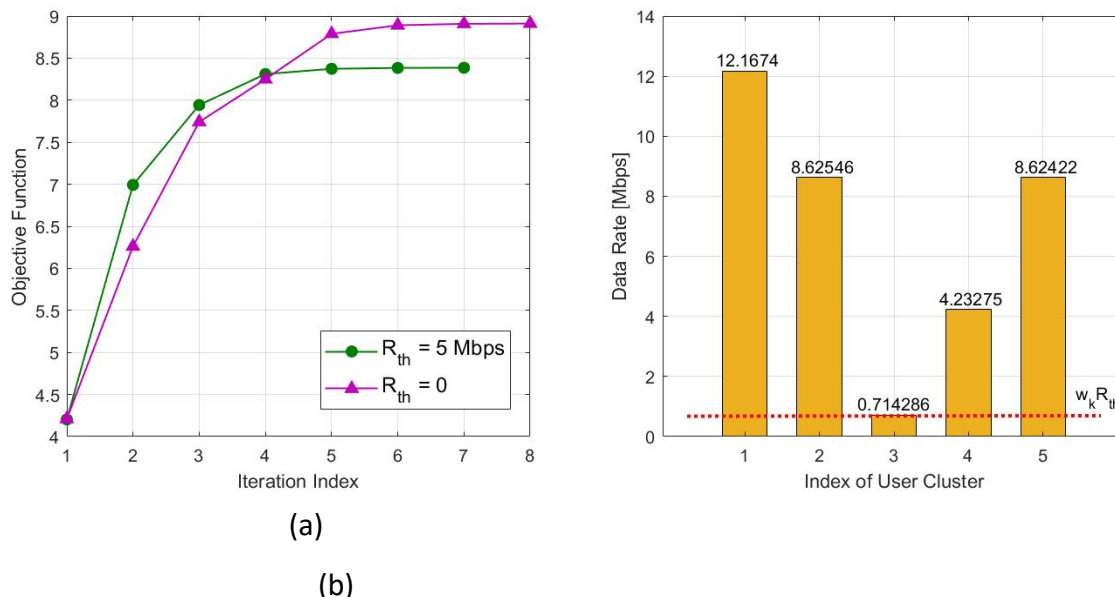 9
8.5
8
7.5
7
6.5
6
5.5
5
4.5
4
Objective Function
R_th = 5 Mbps
R_th = 0
1 2 3 4 5 6 7 8
Iteration Index
(a)
14
12
10
8
6
4
2
0
Data Rate [Mbps]
12.1674
8.62546
0.714286
4.23275
8.62422
w_kR_th
1 2 3 4 5
Index of User Cluster
(b)